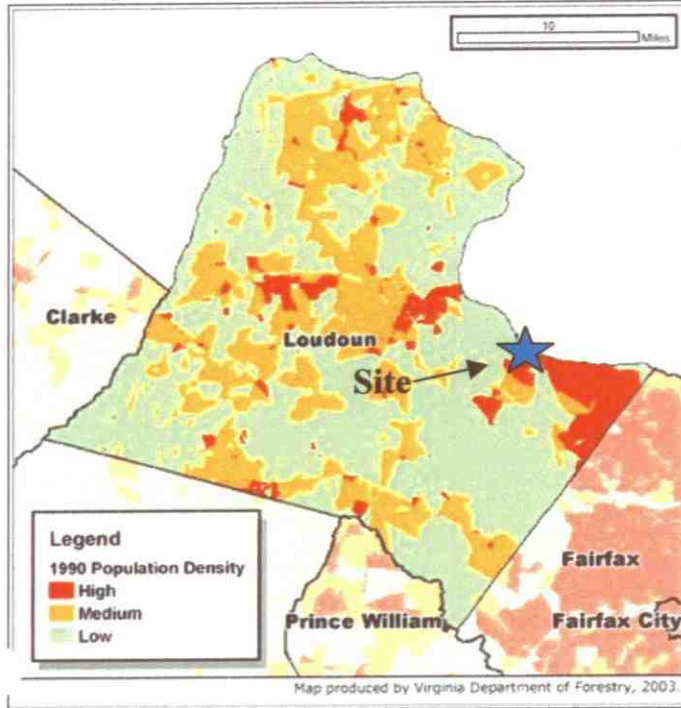 10
Miles
Clarke
Loudoun
Site
Legend
1990 Population Density
High
Medium
Low
Fairfax
Prince William
Fairfax City
Map produced by Virginia Department of Forestry, 2003.